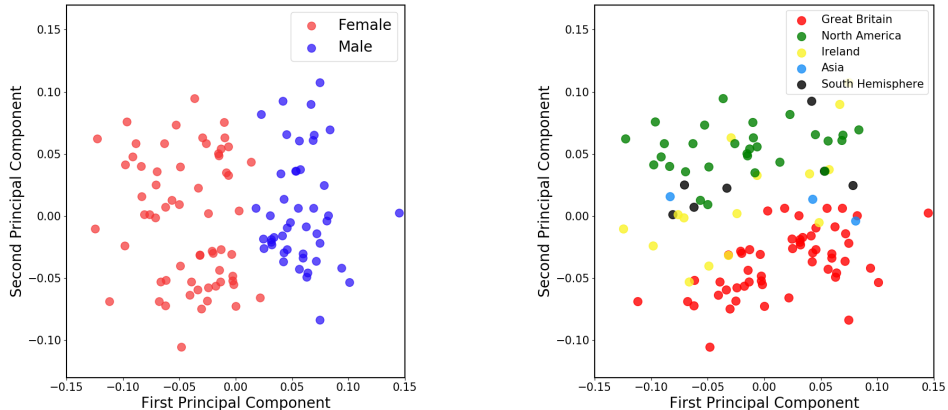 0.15
0.10
0.05
0.00
−0.05
−0.10
−0.15
−0.10
−0.05
0.00
0.05
0.10
0.15
Second Principal Component
First Principal Component
Female
Male
0.15
0.10
0.05
0.00
−0.05
−0.10
−0.15
−0.10
−0.05
0.00
0.05
0.10
0.15
Second Principal Component
First Principal Component
Great Britain
North America
Ireland
Asia
South Hemisphere